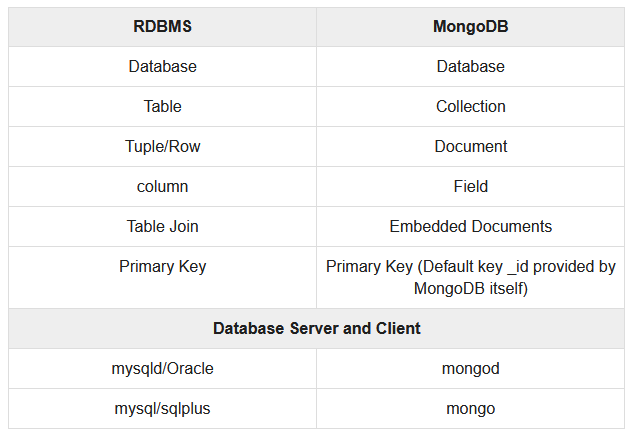 RDBMS MongoDB
Database Database
Table Collection
Tuple/Row Document
column Field
Table Join Embedded Documents
Primary Key Primary Key (Default key _id provided by
MongoDB itself)
Database Server and Client
mysqld/Oracle mongod
mysql/sqlplus mongo